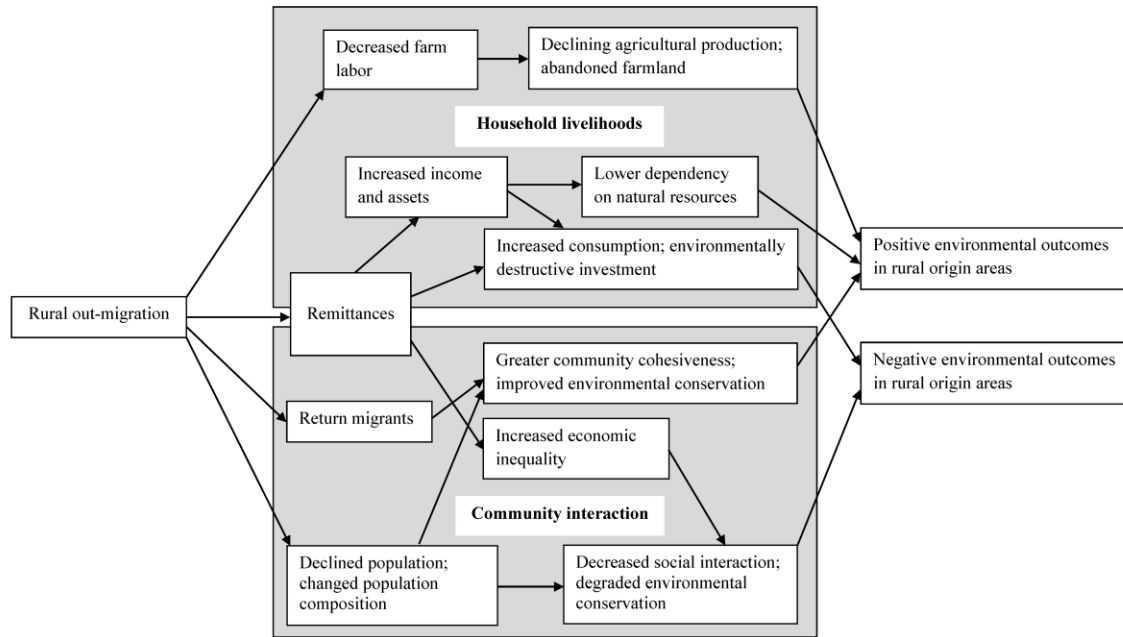 Decreased farm
labor
Declining agricultural production;
abandoned farmland
Household livelihoods
Increased income
and assets
Lower dependency
on natural resources
Increased consumption; environmentally
destructive investment
Positive environmental outcomes
in rural origin areas
Rural out-migration
Remittances
Greater community cohesiveness;
improved environmental conservation
Negative environmental outcomes
in rural origin areas
Return migrants
Increased economic
inequality
Community interaction
Declined population;
changed population
composition
Decreased social interaction;
degraded environmental
conservation